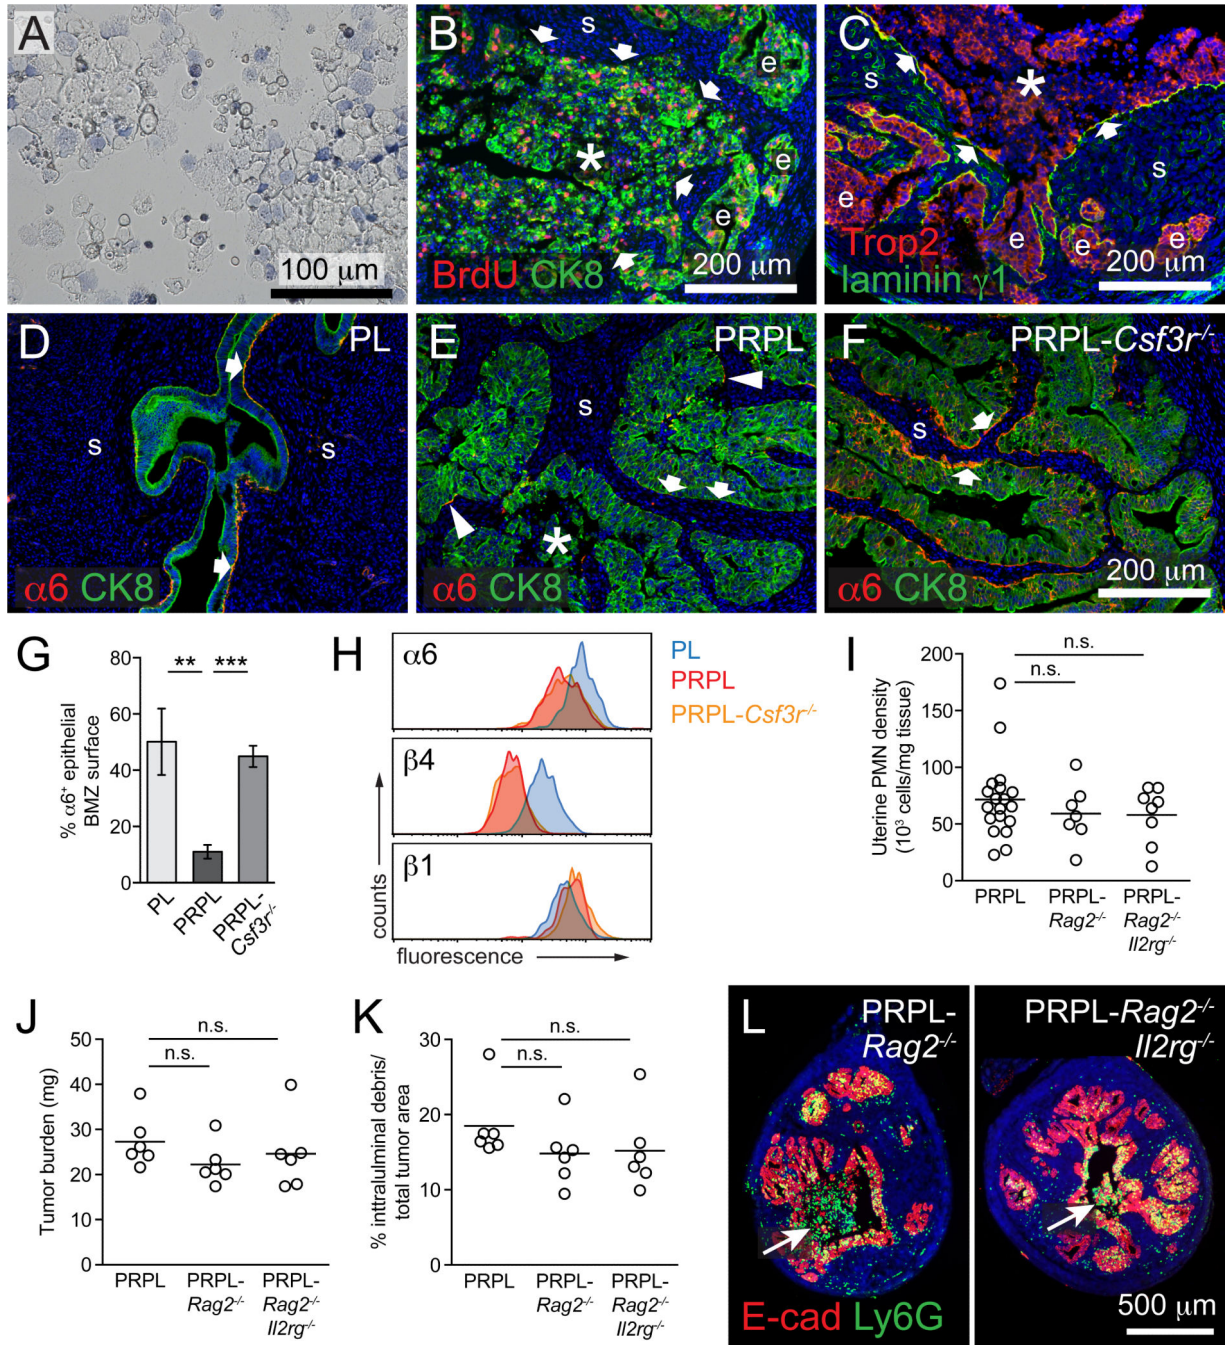 A
100 μm
B
s
e
e
e
*
BrdU CK8
200 μm
C
s
*
s
e
e
e
e
Trop2
laminin γ1
200 μm
D
PL
s
s
α6 CK8
E
PRPL
s
*
α6 CK8
F
PRPL-Csf3r-/-
s
α6 CK8
200 μm
G
80
60
40
20
0
% α6+ epithelial
BMZ surface
** ***
PL
PRPL
PRPL-
Csf3r-/-
H
α6
β4
β1
counts
fluorescence
PL
PRPL
PRPL-Csf3r-/-
I
n.s.
n.s.
200
150
100
50
0
Uterine PMN density
(10³ cells/mg tissue)
PRPL
PRPL-
Rag2-/-
PRPL-
Rag2-/-
Il2rg-/-
J
n.s.
n.s.
50
40
30
20
10
0
Tumor burden (mg)
PRPL
PRPL-
Rag2-/-
PRPL-
Rag2-/-
Il2rg-/-
K
n.s.
n.s.
30
20
10
0
% inttralulminal debris/
total tumor area
PRPL
PRPL-
Rag2-/-
PRPL-
Rag2-/-
Il2rg-/-
L
PRPL-
Rag2-/-
E-cad Ly6G
PRPL-Rag2-/-
Il2rg-/-
500 μm